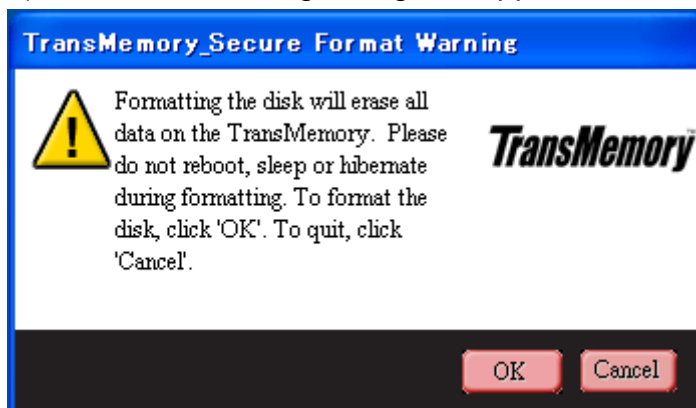 TransMemory_Secure Format Warning
Formatting the disk will erase all
data on the TransMemory. Please
do not reboot, sleep or hibernate
during formatting. To format the
disk, click 'OK'. To quit, click
'Cancel'.
TransMemory
OK
Cancel